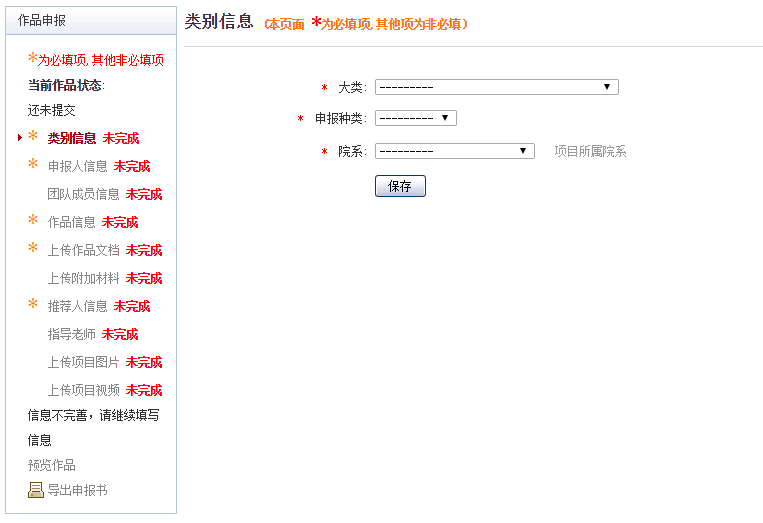 作品申报
*为必填项, 其他非必填项
当前作品状态:
还未提交
* 类别信息 未完成
* 申报人信息 未完成
团队成员信息 未完成
* 作品信息 未完成
* 上传作品文档 未完成
上传附加材料 未完成
* 推荐人信息 未完成
指导老师 未完成
上传项目图片 未完成
上传项目视频 未完成
信息不完善，请继续填写
信息
预览作品
导出申报书
类别信息 (本页面 *为必填项,其他项为非必填)
* 大类: ---------
* 申报种类: ---------
* 院系: --------- 项目所属院系
保存